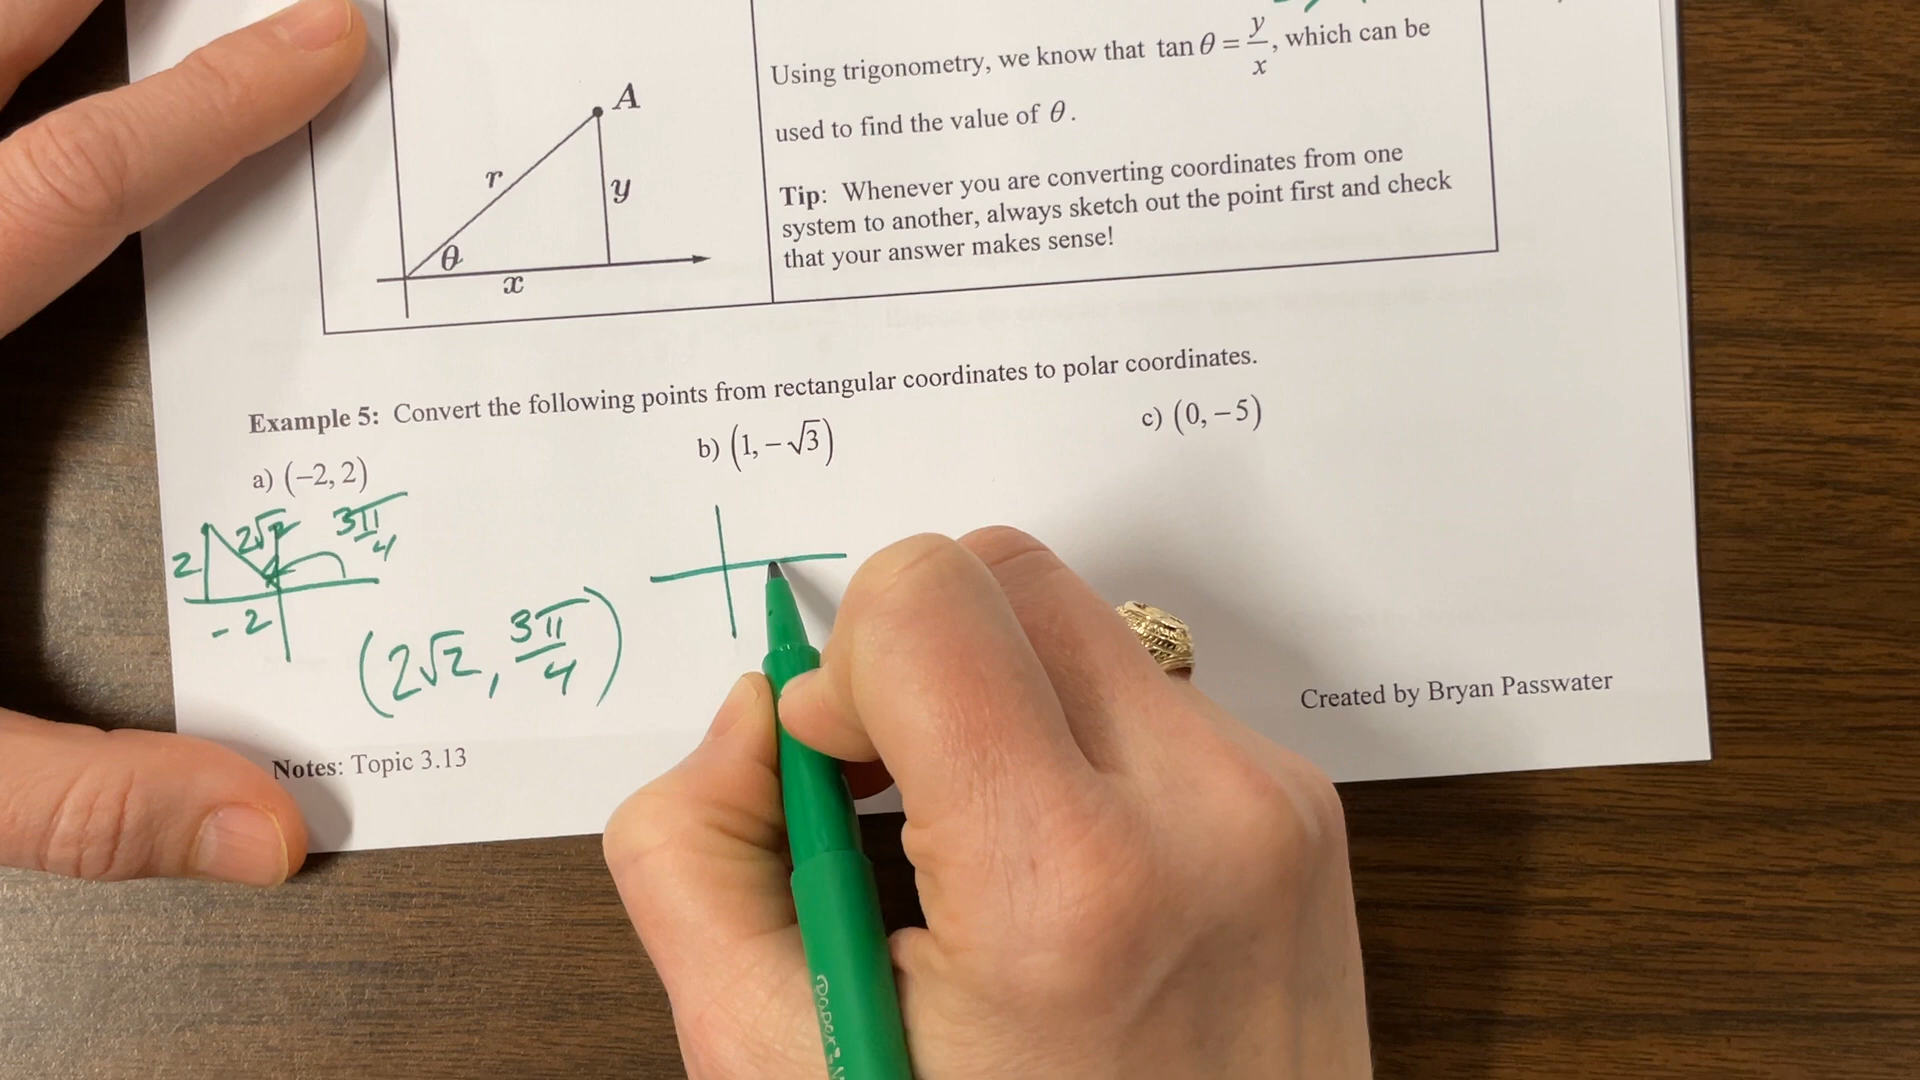 A
r
y
θ
x
Using trigonometry, we know that tan θ = y/x, which can be
used to find the value of θ.
Tip: Whenever you are converting coordinates from one
system to another, always sketch out the point first and check
that your answer makes sense!
Example 5: Convert the following points from rectangular coordinates to polar coordinates.
a) (−2, 2)
b) (1, −√3)
c) (0, −5)
2 2√2 3π/4
-2
(2√2, 3π/4)
Created by Bryan Passwater
Notes: Topic 3.13